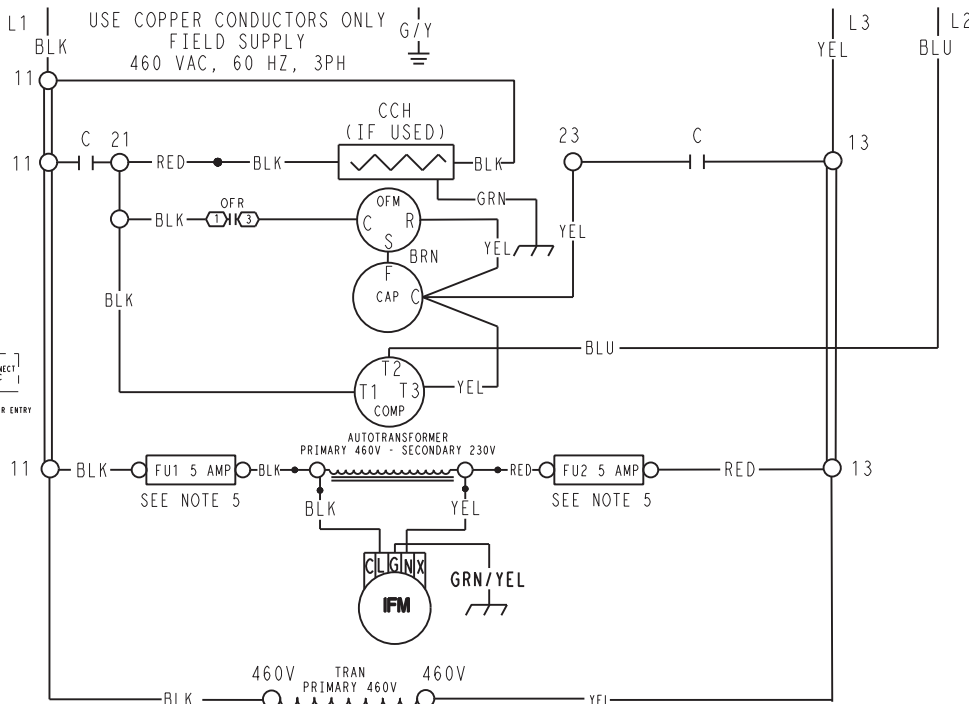 L1
USE COPPER CONDUCTORS ONLY
FIELD SUPPLY
460 VAC, 60 HZ, 3PH
G/Y
L3
L2
BLK
YEL
BLU
11
CCH
(IF USED)
11
C
21
RED
BLK
BLK
23
C
13
GRN
OFR
BLK
1
3
OFM
C
R
S
YEL
YEL
BRN
F
CAP
C
BLK
BLU
T2
T1
T3
COMP
YEL
R ENTRY
AUTOTRANSFORMER
PRIMARY 460V - SECONDARY 230V
11
BLK
FU1 5 AMP
BLK
RED
FU2 5 AMP
RED
13
SEE NOTE 5
SEE NOTE 5
BLK
YEL
C L G N X
IFM
GRN/YEL
460V
TRAN
PRIMARY 460V
460V
BLK
YEL